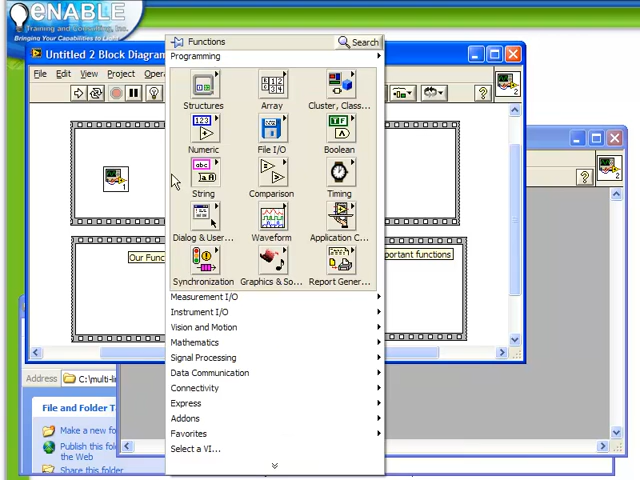 eNABLE
Training and Consulting, Inc.
Bringing Your Capabilities to L
Untitled 2 Block Diagram
File Edit View Project Opera
Functions
Search
Programming
Structures Array Cluster, Class...
Numeric File I/O Boolean
String Comparison Timing
Dialog & User... Waveform Application C...
Synchronization Graphics & So... Report Gener...
Measurement I/O
Instrument I/O
Vision and Motion
Mathematics
Signal Processing
Data Communication
Connectivity
Express
Addons
Favorites
Select a VI...
Our Func
portant functions
Address C:\multi-in
File and Folder T
Make a new fo
Publish this fol
the Web
Share this folder